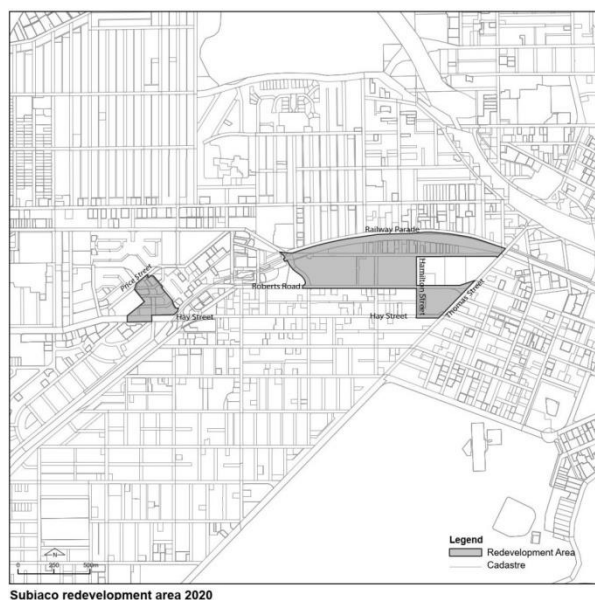 Railway Parade
Price Street
Hamilton Street
Roberts Road
Hay Street
Hay Street
Thomas Street
Legend
Redevelopment Area
Cadastre
N
0 250 500m
Subiaco redevelopment area 2020